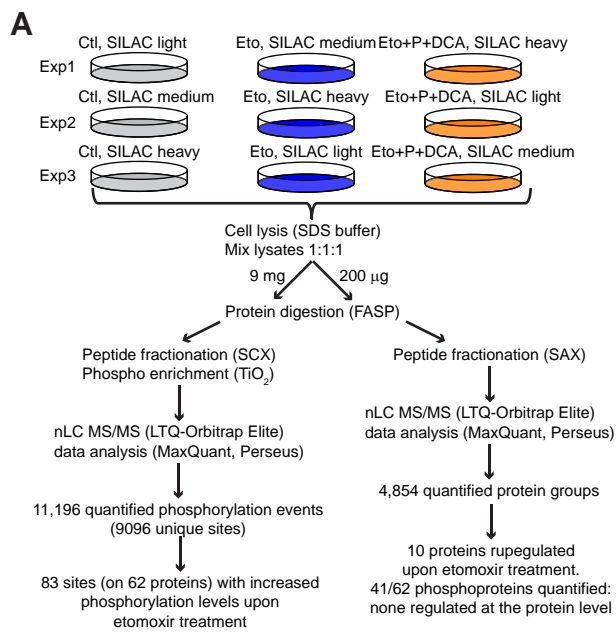 A
Ctl, SILAC light
Eto, SILAC medium
Eto+P+DCA, SILAC heavy
Exp1
Ctl, SILAC medium
Eto, SILAC heavy
Eto+P+DCA, SILAC light
Exp2
Ctl, SILAC heavy
Eto, SILAC light
Eto+P+DCA, SILAC medium
Exp3
Cell lysis (SDS buffer)
Mix lysates 1:1:1
9 mg
200 µg
Protein digestion (FASP)
Peptide fractionation (SCX)
Phospho enrichment (TiO2)
nLC MS/MS (LTQ-Orbitrap Elite)
data analysis (MaxQuant, Perseus)
11,196 quantified phosphorylation events
(9096 unique sites)
83 sites (on 62 proteins) with increased
phosphorylation levels upon
etomoxir treatment
Peptide fractionation (SAX)
nLC MS/MS (LTQ-Orbitrap Elite)
data analysis (MaxQuant, Perseus)
4,854 quantified protein groups
10 proteins rupegulated
upon etomoxir treatment.
41/62 phosphoproteins quantified:
none regulated at the protein level